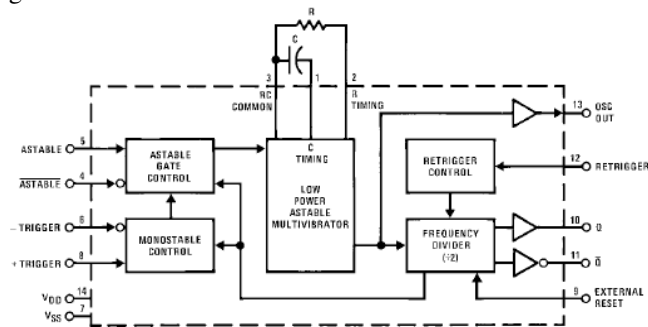 R
C
3
1
2
RC
COMMON
R
TIMING
13
OSC
OUT
5
ASTABLE
4
ASTABLE
ASTABLE
GATE
CONTROL
C
TIMING
LOW
POWER
ASTABLE
MULTIVIBRATOR
RETRIGGER
CONTROL
12
RETRIGGER
6
– TRIGGER
8
+ TRIGGER
MONOSTABLE
CONTROL
FREQUENCY
DIVIDER
(÷2)
10
Q
11
Q̅
9
EXTERNAL
RESET
14
VDD
7
VSS